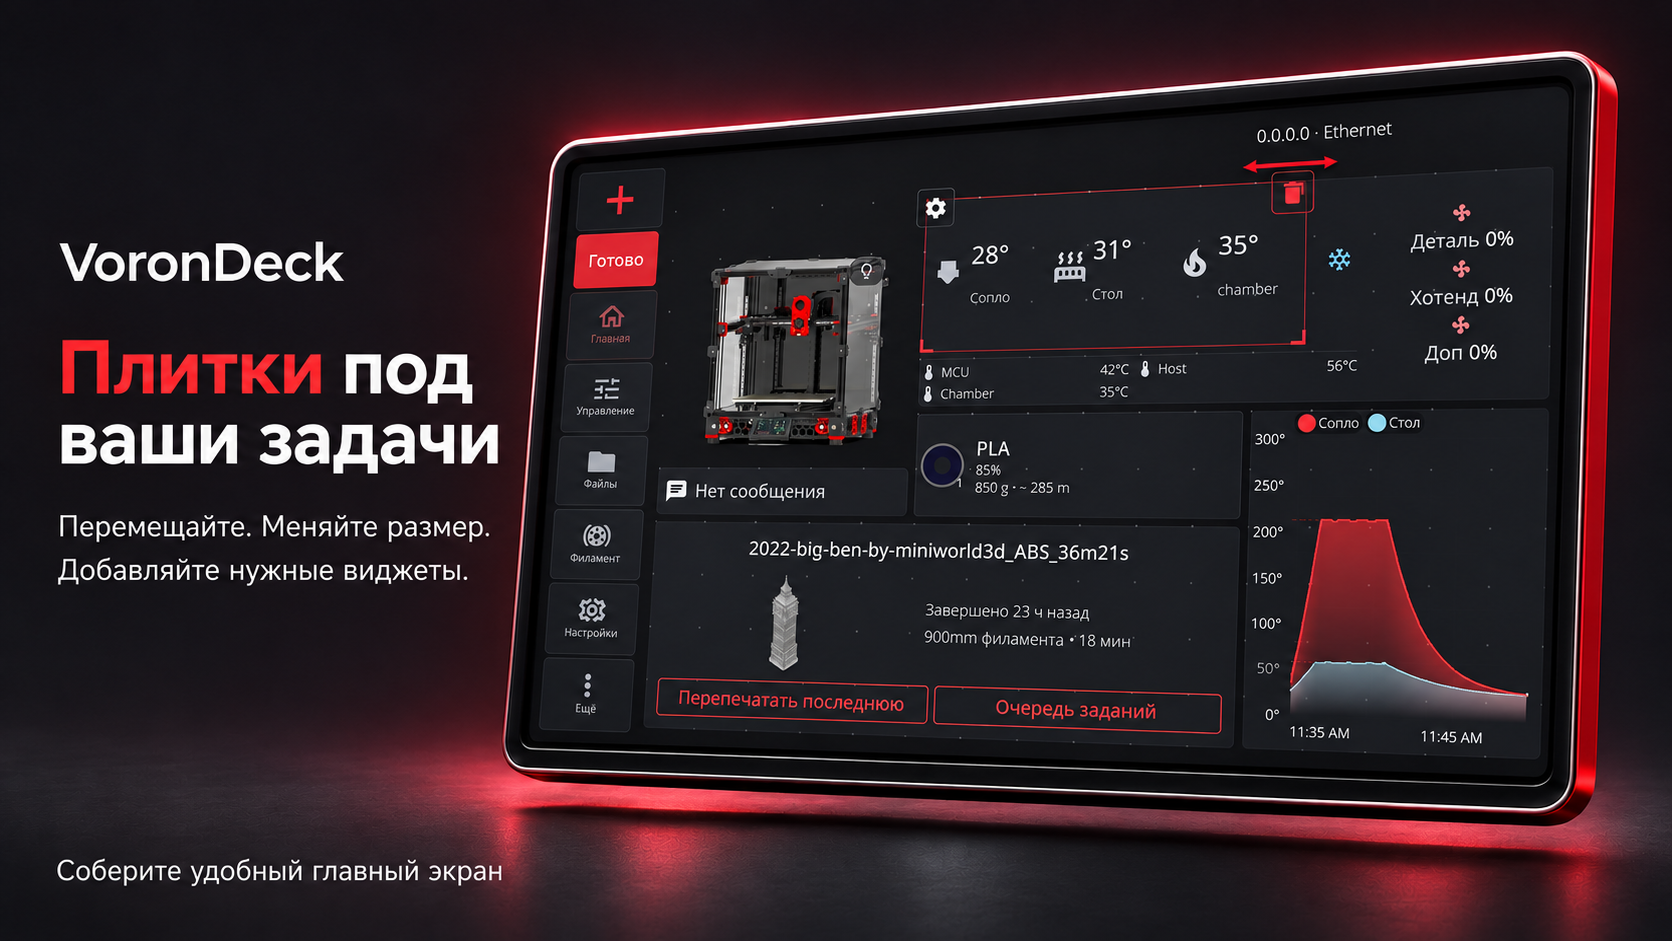 VoronDeck
Плитки под
ваши задачи
Перемещайте. Меняйте размер.
Добавляйте нужные виджеты.
Соберите удобный главный экран
0.0.0.0 · Ethernet
Готово
Главная
Управление
Файлы
Филамент
Настройки
Ещё
28°
Сопло
31°
Стол
35°
chamber
Деталь 0%
Хотенд 0%
Доп 0%
MCU 42°C
Host 56°C
Chamber 35°C
Нет сообщения
1
PLA
85%
850 g · ~ 285 m
2022-big-ben-by-miniworld3d_ABS_36m21s
Завершено 23 ч назад
900mm филамента • 18 мин
Перепечатать последнюю
Очередь заданий
Сопло Стол
300°
250°
200°
150°
100°
50°
0°
11:35 AM 11:45 AM